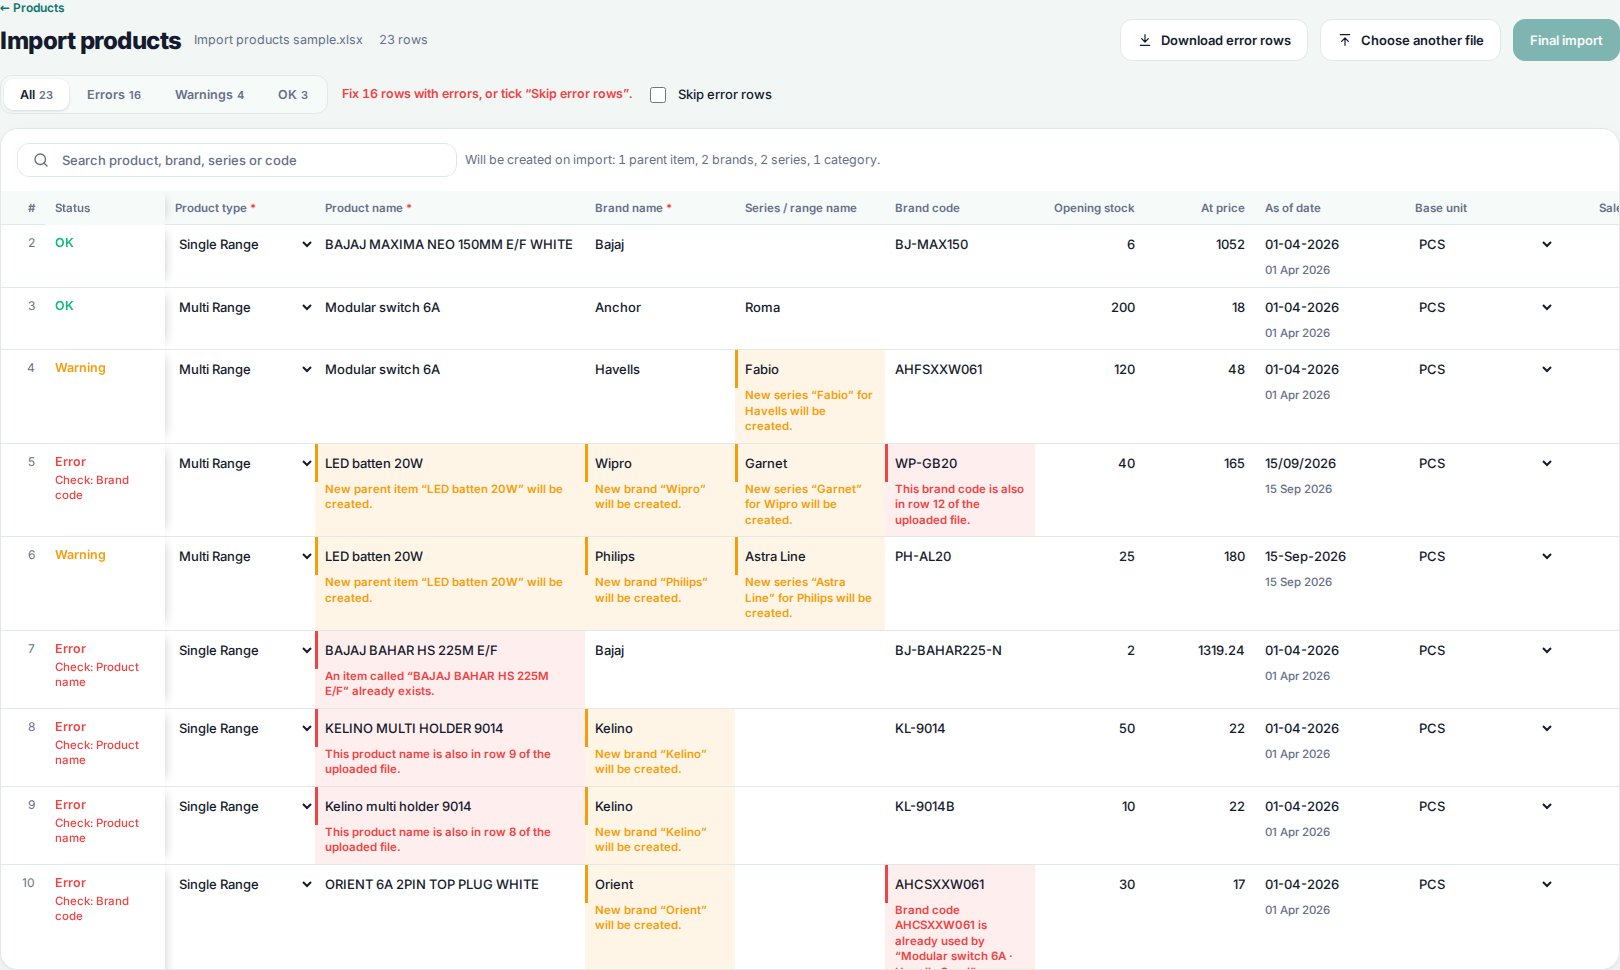 ← Products
Import products Import products sample.xlsx 23 rows
Download error rows
Choose another file
Final import
All 23 Errors 16 Warnings 4 OK 3
Fix 16 rows with errors, or tick “Skip error rows”.
Skip error rows
Search product, brand, series or code
Will be created on import: 1 parent item, 2 brands, 2 series, 1 category.
# Status Product type * Product name * Brand name * Series / range name Brand code Opening stock At price As of date Base unit
2 OK Single Range BAJAJ MAXIMA NEO 150MM E/F WHITE Bajaj BJ-MAX150 6 1052 01-04-2026 PCS
01 Apr 2026
3 OK Multi Range Modular switch 6A Anchor Roma 200 18 01-04-2026 PCS
01 Apr 2026
4 Warning Multi Range Modular switch 6A Havells Fabio AHFSXXW061 120 48 01-04-2026 PCS
New series “Fabio” for 01 Apr 2026
Havells will be
created.
5 Error Multi Range LED batten 20W Wipro Garnet WP-GB20 40 165 15/09/2026 PCS
Check: Brand New parent item “LED batten 20W” will be New brand “Wipro” New series “Garnet” This brand code is also 15 Sep 2026
code created. will be created. for Wipro will be in row 12 of the
created. uploaded file.
6 Warning Multi Range LED batten 20W Philips Astra Line PH-AL20 25 180 15-Sep-2026 PCS
New parent item “LED batten 20W” will be New brand “Philips” New series “Astra 15 Sep 2026
created. will be created. Line” for Philips will be
created.
7 Error Single Range BAJAJ BAHAR HS 225M E/F Bajaj BJ-BAHAR225-N 2 1319.24 01-04-2026 PCS
Check: Product An item called “BAJAJ BAHAR HS 225M 01 Apr 2026
name E/F” already exists.
8 Error Single Range KELINO MULTI HOLDER 9014 Kelino KL-9014 50 22 01-04-2026 PCS
Check: Product This product name is also in row 9 of the New brand “Kelino” 01 Apr 2026
name uploaded file. will be created.
9 Error Single Range Kelino multi holder 9014 Kelino KL-9014B 10 22 01-04-2026 PCS
Check: Product This product name is also in row 8 of the New brand “Kelino” 01 Apr 2026
name uploaded file. will be created.
10 Error Single Range ORIENT 6A 2PIN TOP PLUG WHITE Orient AHCSXXW061 30 17 01-04-2026 PCS
Check: Brand New brand “Orient” Brand code 01 Apr 2026
code will be created. AHCSXXW061 is
already used by
“Modular switch 6A ·